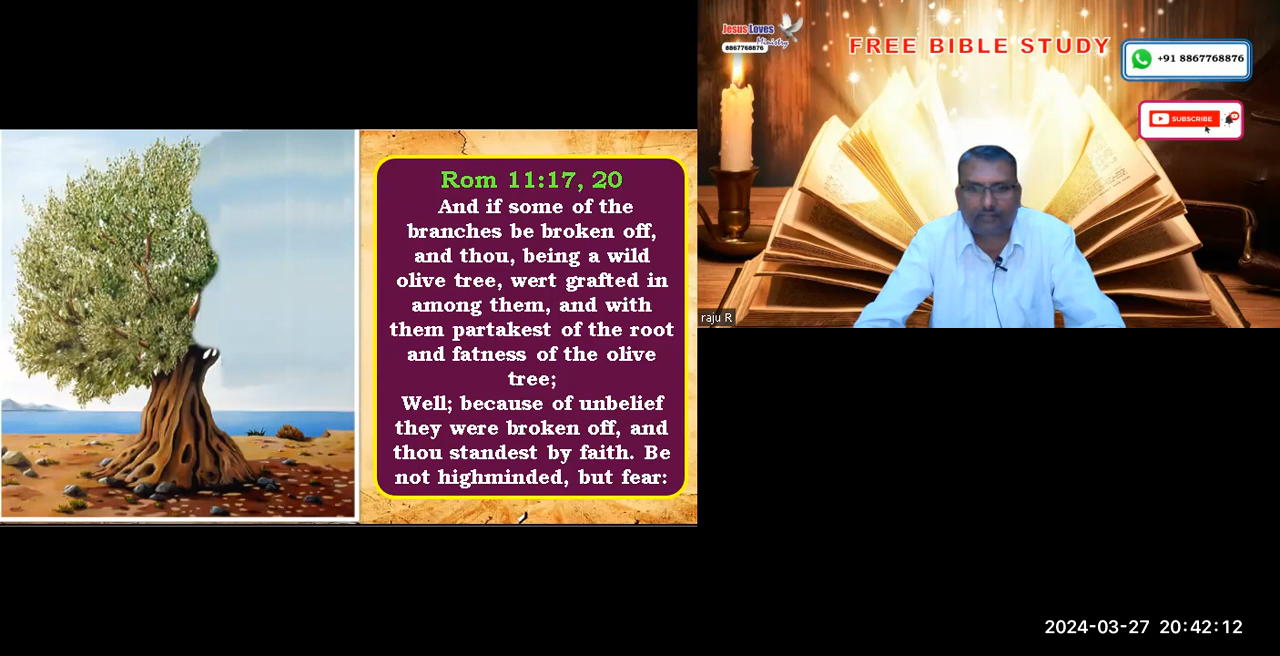 Rom 11:17, 20
And if some of the
branches be broken off,
and thou, being a wild
olive tree, wert grafted in
among them, and with
them partakest of the root
and fatness of the olive
tree;
Well; because of unbelief
they were broken off, and
thou standest by faith. Be
not highminded, but fear:
Jesus Loves
Ministry
8867768876
FREE BIBLE STUDY
+91 8867768876
SUBSCRIBE
raju R
2024-03-27 20:42:12